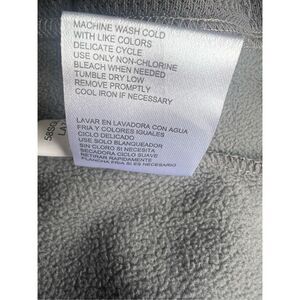 MACHINE WASH COLD
WITH LIKE COLORS
DELICATE CYCLE
USE ONLY NON-CHLORINE
BLEACH WHEN NEEDED
TUMBLE DRY LOW
REMOVE PROMPTLY
COOL IRON IF NECESSARY
LAVAR EN LAVADORA CON AGUA
FRIA Y COLORES IGUALES
CICLO DELICADO
USE SOLO BLANQUEADOR
SIN CLORO SI NECESITA
SECADORA CICLO SUAVE
RETIRAR RAPIDAMENTE
PLANCHA FRIA SI ES NECESARIO